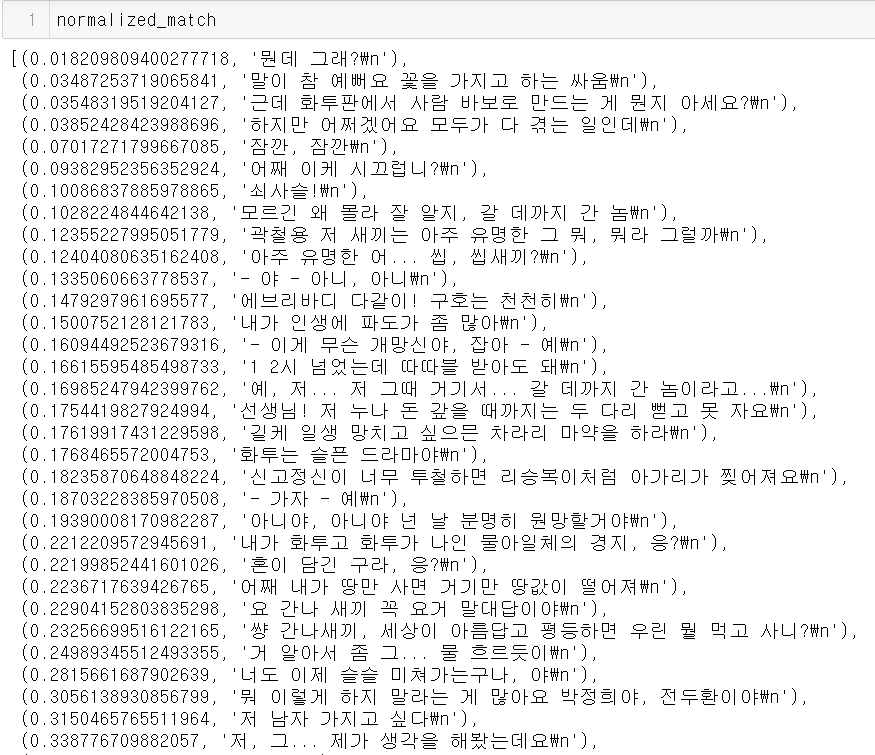 1 normalized_match
[(0.018209809400277718, '뭔데 그래?₩n'),
(0.03487253719065841, '말이 참 예뻐요 꽃을 가지고 하는 싸움₩n'),
(0.03548319519204127, '근데 화투판에서 사람 바보로 만드는 게 뭔지 아세요?₩n'),
(0.03852428423988696, '하지만 어쩌겠어요 모두가 다 겪는 일인데₩n'),
(0.07017271799667085, '잠깐, 잠깐₩n'),
(0.09382952356352924, '어째 이케 시끄럽니?₩n'),
(0.10086837885978865, '쇠사슬!₩n'),
(0.1028224844642138, '모르긴 왜 몰라 잘 알지, 갈 데까지 간 놈₩n'),
(0.12355227995051779, '곽철용 저 새끼는 아주 유명한 그 뭐, 뭐라 그럴까₩n'),
(0.12404080635162408, '아주 유명한 어... 씹, 씹새끼?₩n'),
(0.1335060663778537, '- 야 - 아니, 아니₩n'),
(0.1479297961695577, '에브리바디 다같이! 구호는 천천히₩n'),
(0.1500752128121783, '내가 인생에 파도가 좀 많아₩n'),
(0.16094492523679316, '- 이게 무슨 개망신야, 잡아 - 예₩n'),
(0.16615595485498733, '1 2시 넘었는데 따따블 받아도 돼₩n'),
(0.16985247942399762, '예, 저... 저 그때 거기서... 갈 데까지 간 놈이라고...₩n'),
(0.1754419827924994, '선생님! 저 누나 돈 갚을 때까지는 두 다리 뻗고 못 자요₩n'),
(0.17619917431229598, '길케 일생 망치고 싶으믄 차라리 마약을 하라₩n'),
(0.1768465572004753, '화투는 슬픈 드라마야₩n'),
(0.18235870648848224, '신고정신이 너무 투철하면 리승복이처럼 아가리가 찢어져요₩n'),
(0.18703228385970508, '- 가자 - 예₩n'),
(0.19390008170982287, '아니야, 아니야 넌 날 분명히 원망할거야₩n'),
(0.2212209572945691, '내가 화투고 화투가 나인 물아일체의 경지, 응?₩n'),
(0.22199852441601026, '혼이 담긴 구라, 응?₩n'),
(0.2236717639426765, '어째 내가 땅만 사면 거기만 땅값이 떨어져₩n'),
(0.22904152803835298, '요 간나 새끼 꼭 요거 말대답이야₩n'),
(0.23256699516122165, '썅 간나새끼, 세상이 아름답고 평등하면 우린 뭘 먹고 사니?₩n'),
(0.24989345512493355, '거 알아서 좀 그... 물 흐르듯이₩n'),
(0.28156616879026​39, '너도 이제 슬슬 미쳐가는구나, 야₩n'),
(0.3056138930856799, '뭐 이렇게 하지 말라는 게 많아요 박정희야, 전두환이야₩n'),
(0.3150465765511964, '저 남자 가지고 싶다₩n'),
(0.338776709882057, '저, 그... 제가 생각을 해봤는데요₩n'),